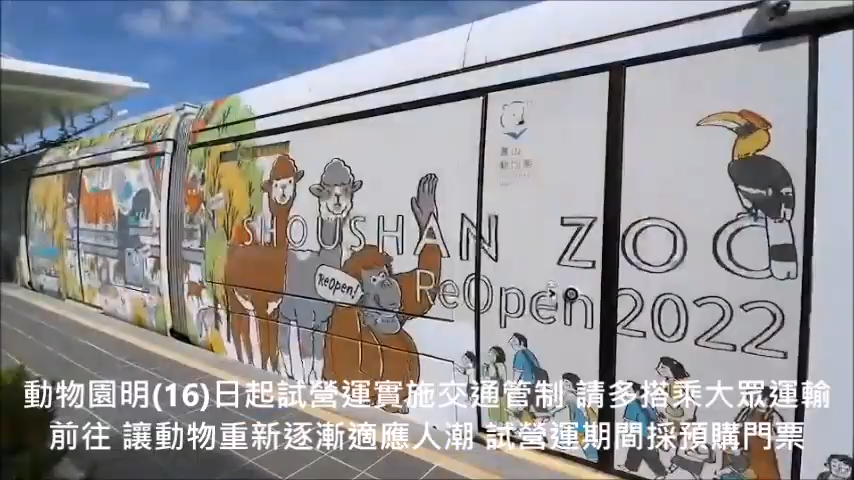 壽山
動物園
SHOUSHAN ZOO
ReOpen 2022
ReOpen!
動物園明(16)日起試營運實施交通管制 請多搭乘大眾運輸
前往 讓動物重新逐漸適應人潮 試營運期間採預購門票